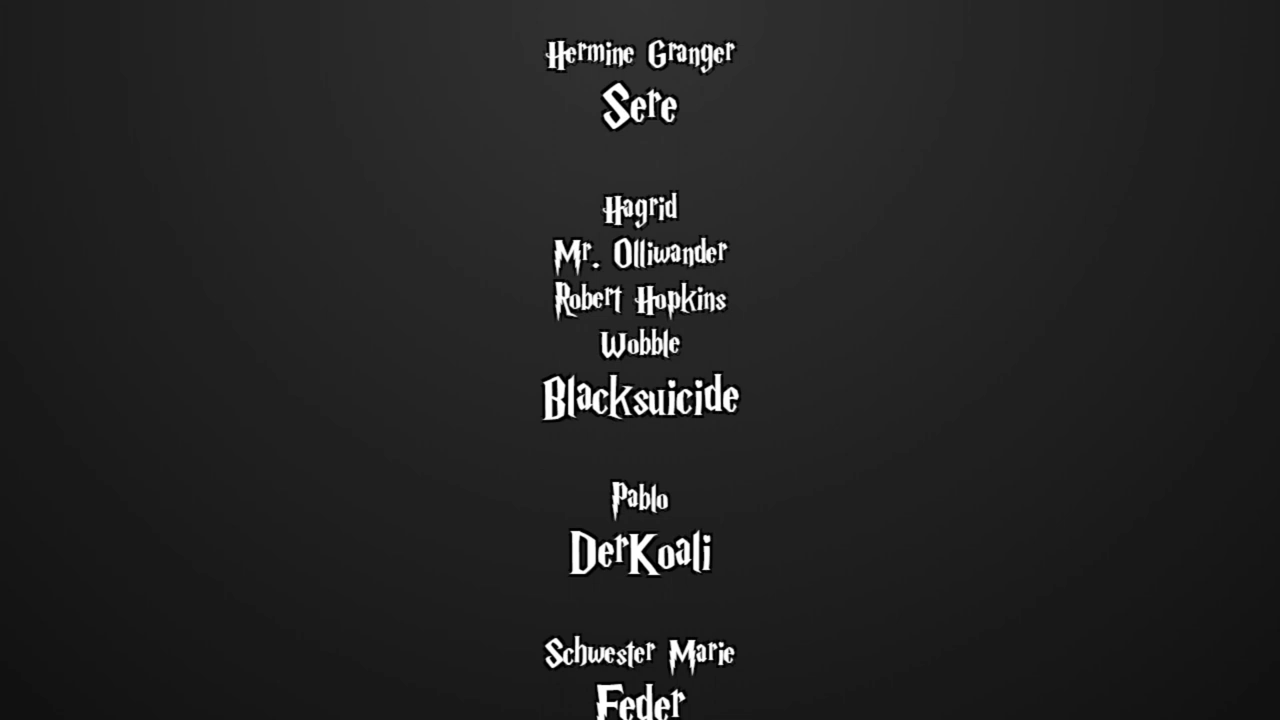 Hermine Granger
Sere
Hagrid
Mr. Olliwander
Robert Hopkins
Wobble
Blacksuicide
Pablo
DerKoali
Schwester Marie
Feder